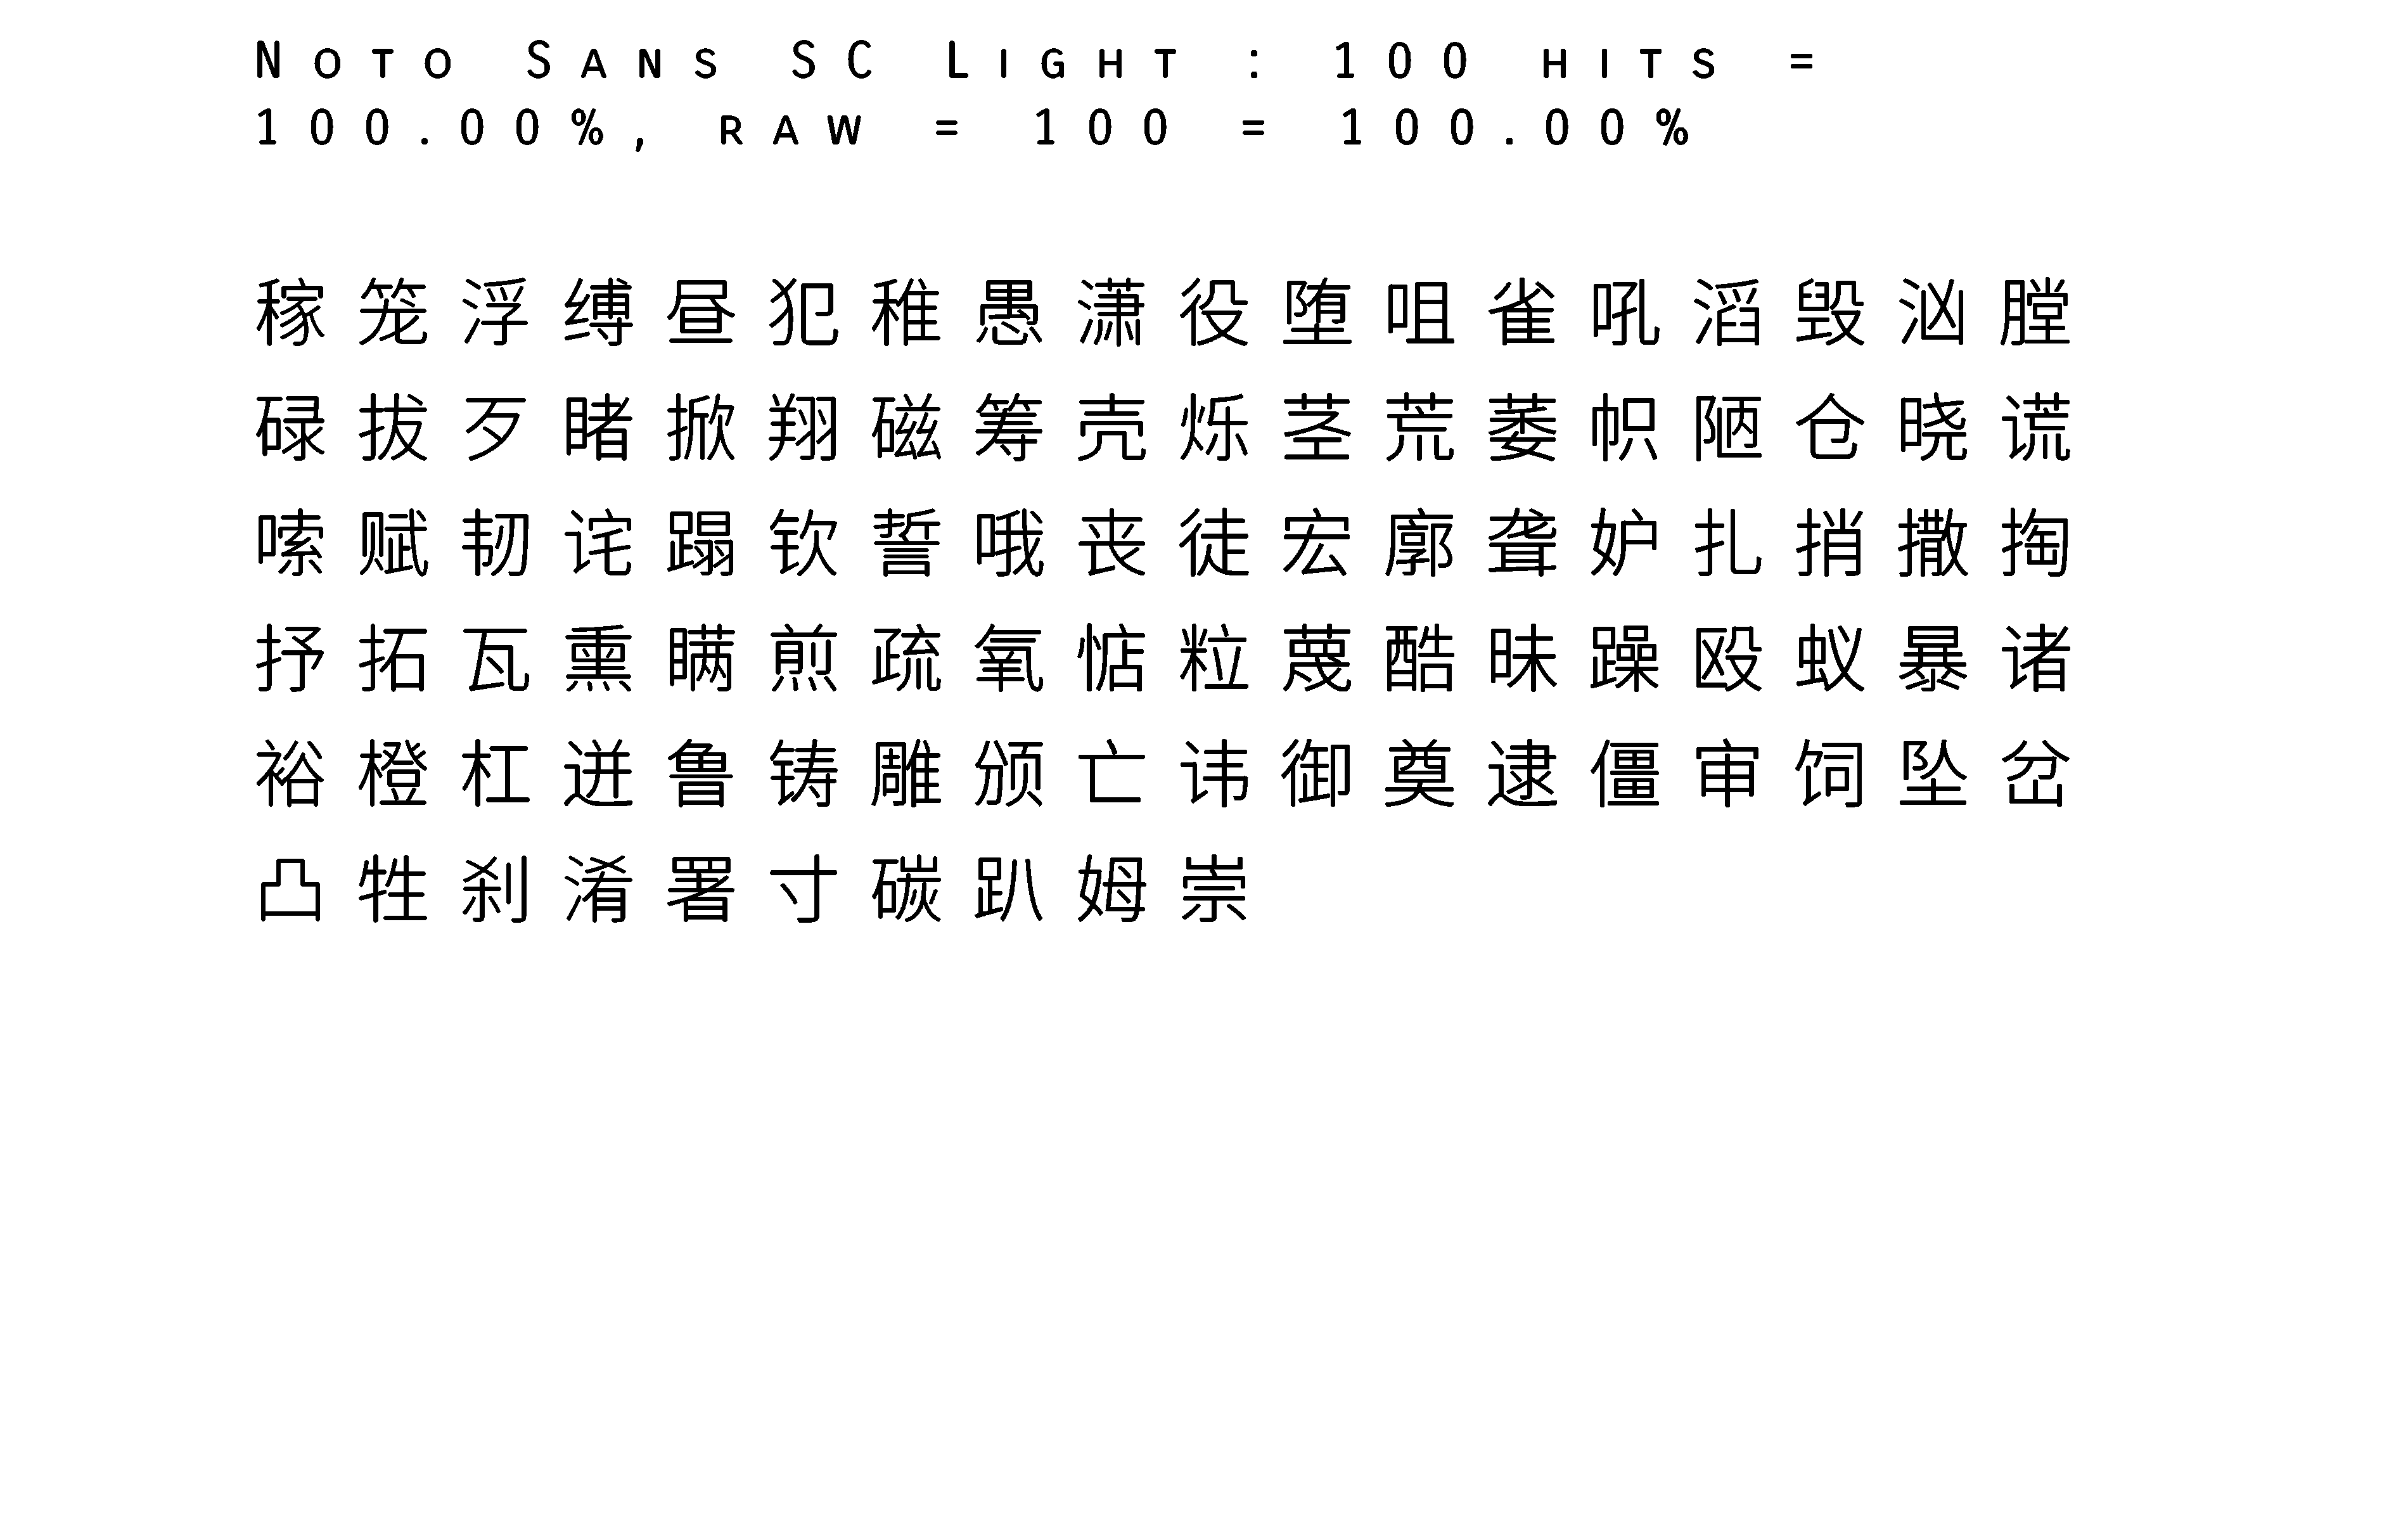 Noto Sans SC Light : 100 hits =
100.00%, raw = 100 = 100.00%
稼笼浮缚昼犯稚愚潇役堕咀雀吼滔毁汹膛
碌拔歹睹掀翔磁筹壳烁茎荒萎帜陋仓晓谎
嗦赋韧诧蹋钦誓哦丧徒宏廓聋妒扎捎撒掏
抒拓瓦熏瞒煎疏氧惦粒蔑酷昧躁殴蚁暴诸
裕橙杠迸鲁铸雕颁亡讳御奠逮僵审饲坠岔
凸牲刹淆署寸碳趴姆崇